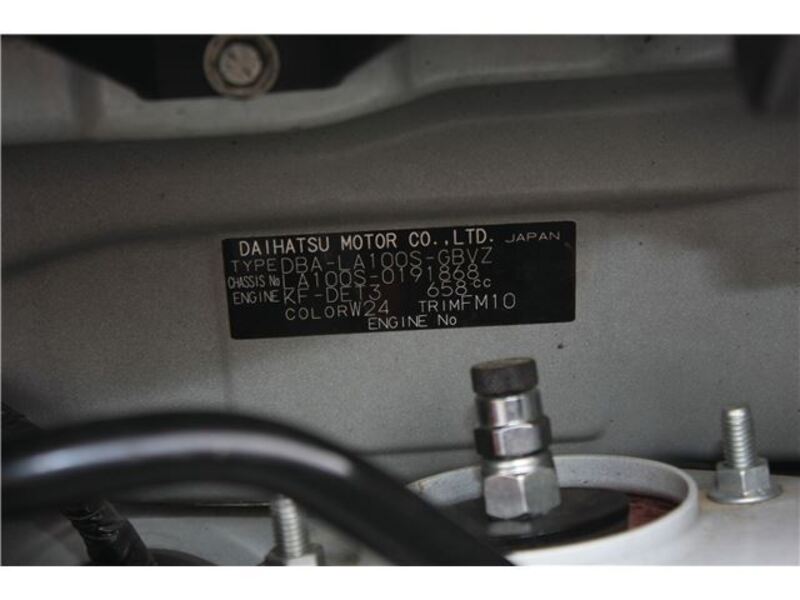 DAIHATSU MOTOR CO.,LTD. JAPAN
TYPE DBA-LA100S-GBVZ
CHASSIS No LA100S-0191868
ENGINE KF-DET3 658cc
COLOR W24 TRIM FM10
ENGINE No